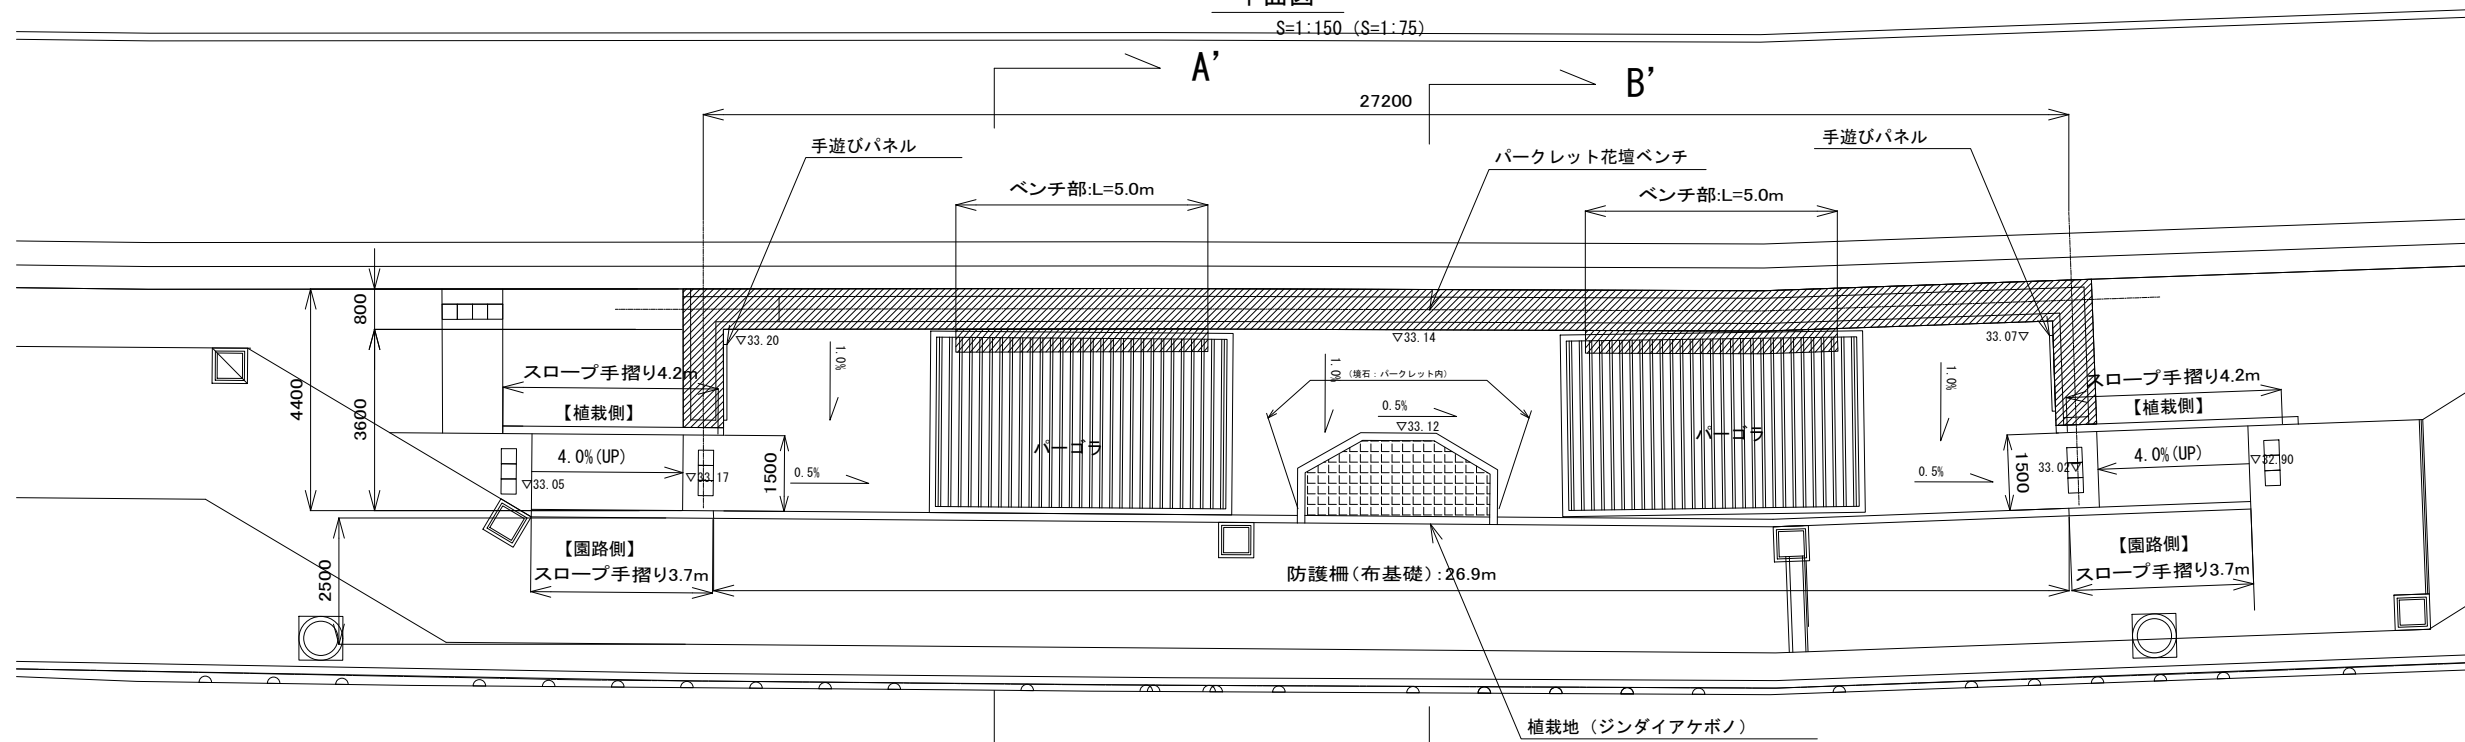 平面図
S=1:150 (S=1:75)
A’
B’
27200
手遊びパネル
手遊びパネル
パークレット花壇ベンチ
ベンチ部:L=5.0m
ベンチ部:L=5.0m
800
▽33.20
▽33.14
33.07▽
1.0%
1.0%
1.0%
スロープ手摺り4.2m
(境石:パークレット内)
スロープ手摺り4.2m
4400
3600
【植栽側】
0.5%
【植栽側】
▽33.12
パーゴラ
パーゴラ
4.0%(UP)
1500
0.5%
▽33.17
▽33.05
0.5%
1500
33.02▽
4.0%(UP)
▽32.90
2500
【園路側】
スロープ手摺り3.7m
防護柵(布基礎):26.9m
【園路側】
スロープ手摺り3.7m
植栽地 (ジンダイアケボノ)